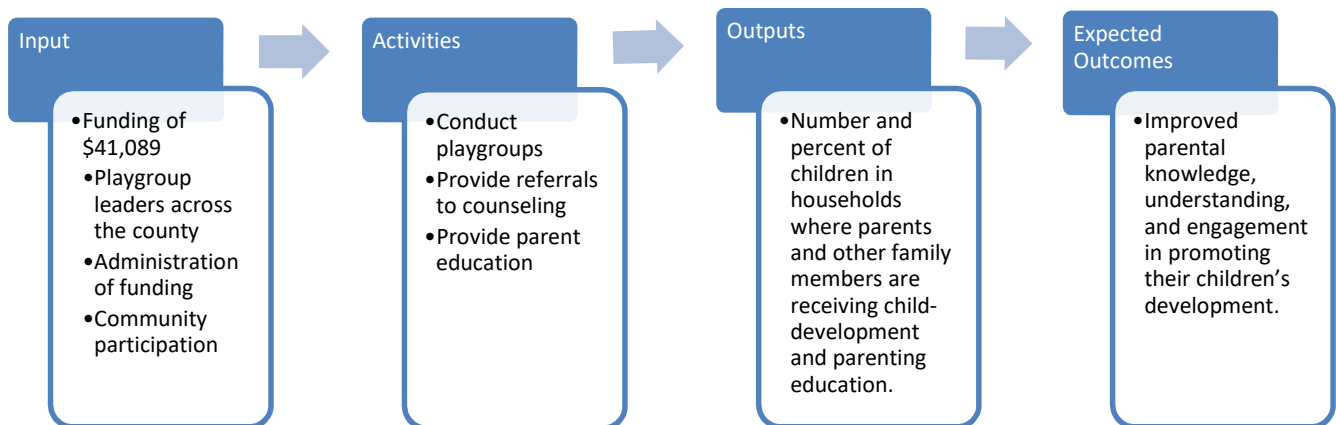 Input
•Funding of
$41,089
•Playgroup
leaders across
the county
•Administration
of funding
•Community
participation
Activities
•Conduct
playgroups
•Provide referrals
to counseling
•Provide parent
education
Outputs
•Number and
percent of
children in
households
where parents
and other family
members are
receiving child-
development
and parenting
education.
Expected
Outcomes
•Improved
parental
knowledge,
understanding,
and engagement
in promoting
their children’s
development.